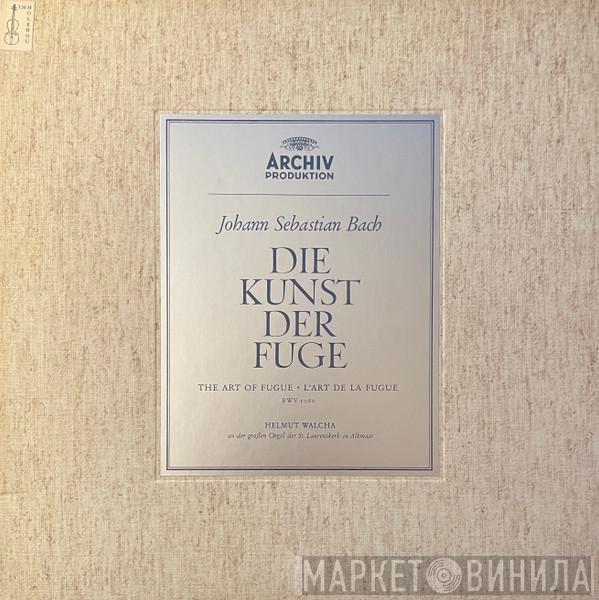 ARCHIV
PRODUKTION
Johann Sebastian Bach
DIE
KUNST
DER
FUGE
THE ART OF FUGUE • L'ART DE LA FUGUE
BWV 1080
HELMUT WALCHA
an der großen Orgel der St. Laurenskerk in Alkmaar
МАРКЕТ ВИНИЛА